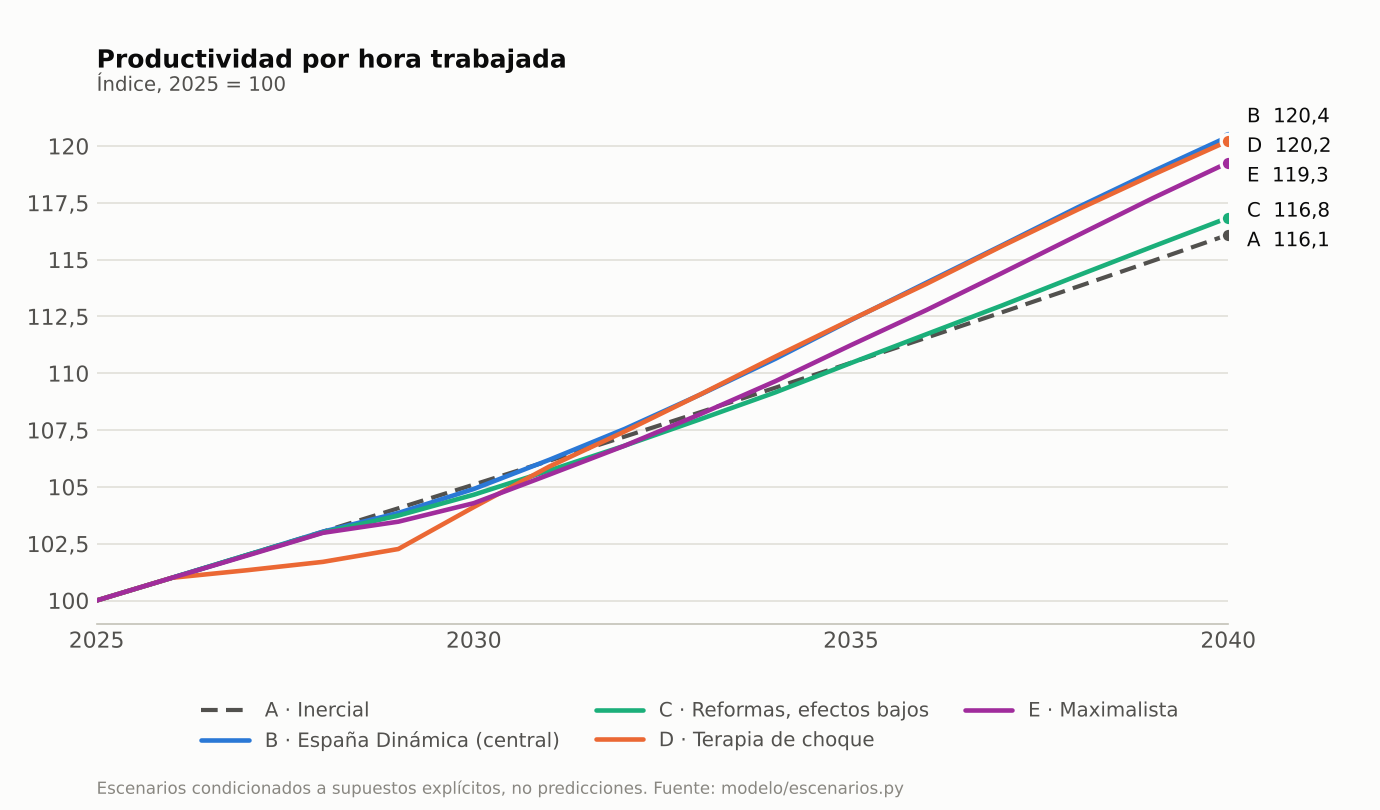 Productividad por hora trabajada
Índice, 2025 = 100
B 120,4
120
D 120,2
E 119,3
117,5
C 116,8
A 116,1
115
112,5
110
107,5
105
102,5
100
2025 2030 2035 2040
A · Inercial C · Reformas, efectos bajos E · Maximalista
B · España Dinámica (central) D · Terapia de choque
Escenarios condicionados a supuestos explícitos, no predicciones. Fuente: modelo/escenarios.py